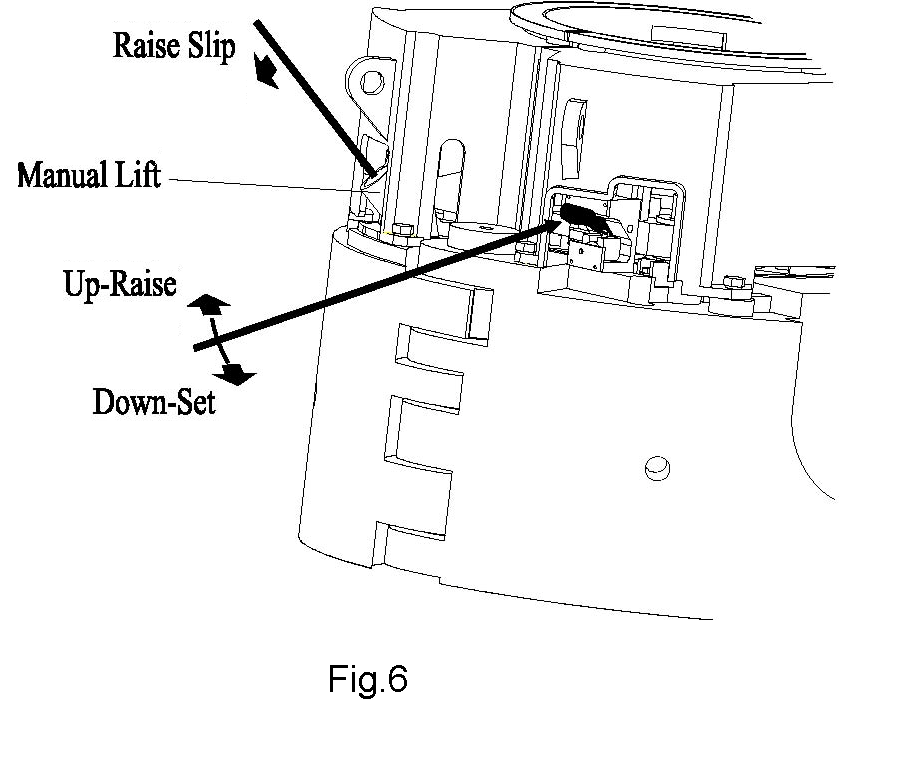 Raise Slip
Manual Lift
Up-Raise
Down-Set
Fig.6